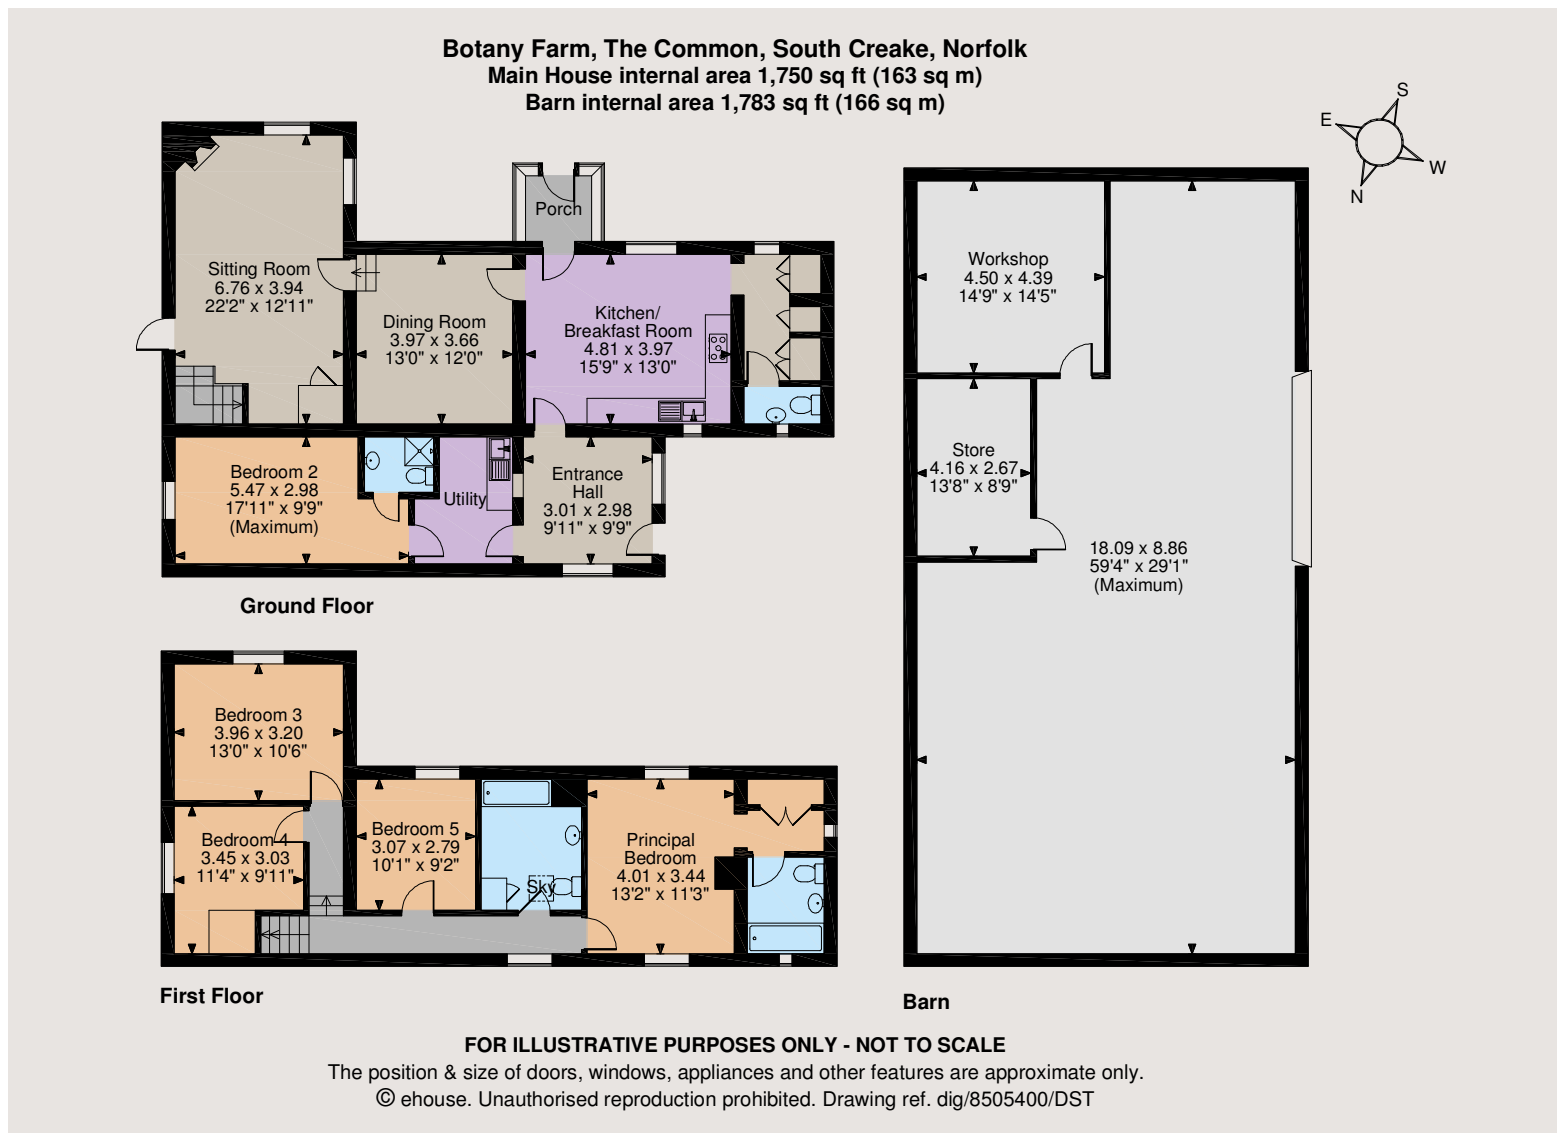 Botany Farm, The Common, South Creake, Norfolk
Main House internal area 1,750 sq ft (163 sq m)
Barn internal area 1,783 sq ft (166 sq m)
S
E
W
N
Porch
Sitting Room
6.76 x 3.94
22'2" x 12'11"
Dining Room
3.97 x 3.66
13'0" x 12'0"
Kitchen/
Breakfast Room
4.81 x 3.97
15'9" x 13'0"
Bedroom 2
5.47 x 2.98
17'11" x 9'9"
(Maximum)
Utility
Entrance
Hall
3.01 x 2.98
9'11" x 9'9"
Ground Floor
Workshop
4.50 x 4.39
14'9" x 14'5"
Store
4.16 x 2.67
13'8" x 8'9"
18.09 x 8.86
59'4" x 29'1"
(Maximum)
Bedroom 3
3.96 x 3.20
13'0" x 10'6"
Bedroom 4
3.45 x 3.03
11'4" x 9'11"
Bedroom 5
3.07 x 2.79
10'1" x 9'2"
Sky
Principal
Bedroom
4.01 x 3.44
13'2" x 11'3"
First Floor
Barn
FOR ILLUSTRATIVE PURPOSES ONLY - NOT TO SCALE
The position & size of doors, windows, appliances and other features are approximate only.
© ehouse. Unauthorised reproduction prohibited. Drawing ref. dig/8505400/DST